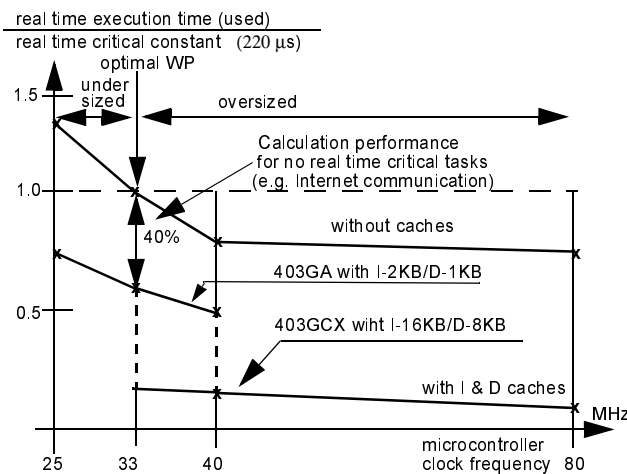 real time execution time (used)
real time critical constant (220 µs)
optimal WP
under
sized
oversized
1.5
Calculation performance
for no real time critical tasks
(e.g. Internet communication)
1.0
without caches
40%
403GA with I-2KB/D-1KB
0.5
403GCX wiht I-16KB/D-8KB
with I & D caches
MHz
microcontroller
clock frequency
25
33
40
80